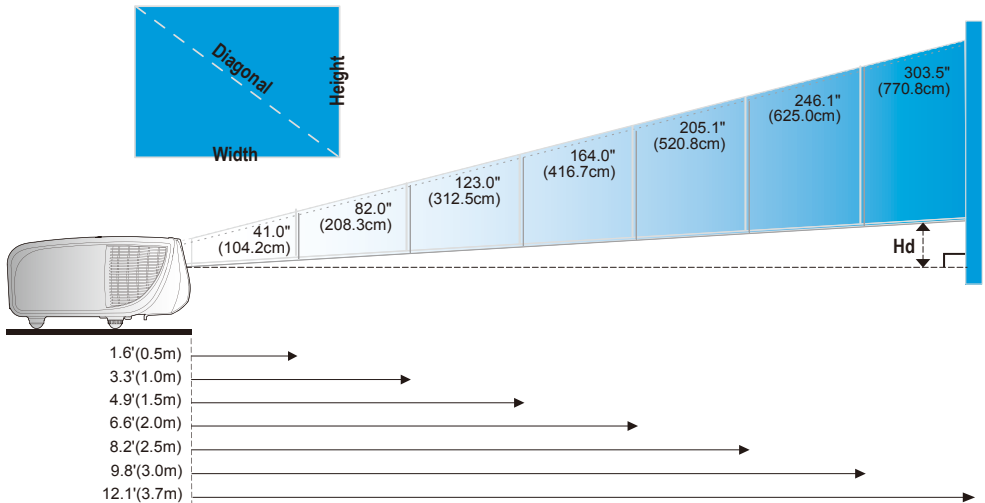 Diagonal
Height
Width
41.0"
(104.2cm)
82.0"
(208.3cm)
123.0"
(312.5cm)
164.0"
(416.7cm)
205.1"
(520.8cm)
246.1"
(625.0cm)
303.5"
(770.8cm)
Hd
1.6'(0.5m)
3.3'(1.0m)
4.9'(1.5m)
6.6'(2.0m)
8.2'(2.5m)
9.8'(3.0m)
12.1'(3.7m)